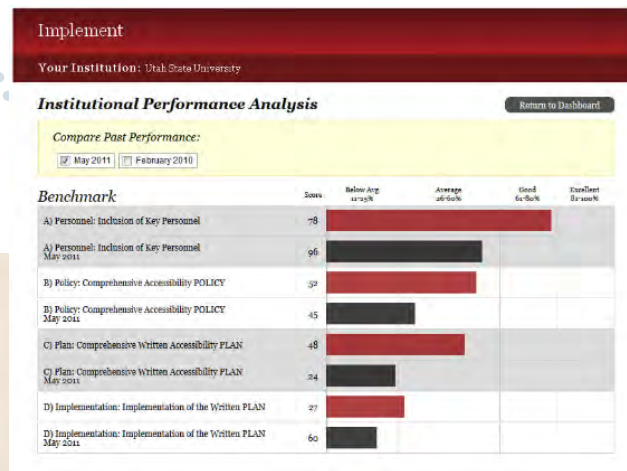 Implement
Your Institution: Utah State University
Institutional Performance Analysis
Return to Dashboard
Compare Past Performance:
May 2011 February 2010
Benchmark Score Below Avg 11-25% Average 26-60% Good 61-80% Excellent 81-100%
A) Personnel: Inclusion of Key Personnel 78
A) Personnel: Inclusion of Key Personnel
May 2011 96
B) Policy: Comprehensive Accessibility POLICY 52
B) Policy: Comprehensive Accessibility POLICY
May 2011 45
C) Plan: Comprehensive Written Accessibility PLAN 48
C) Plan: Comprehensive Written Accessibility PLAN
May 2011 24
D) Implementation: Implementation of the Written PLAN 27
D) Implementation: Implementation of the Written PLAN
May 2011 60